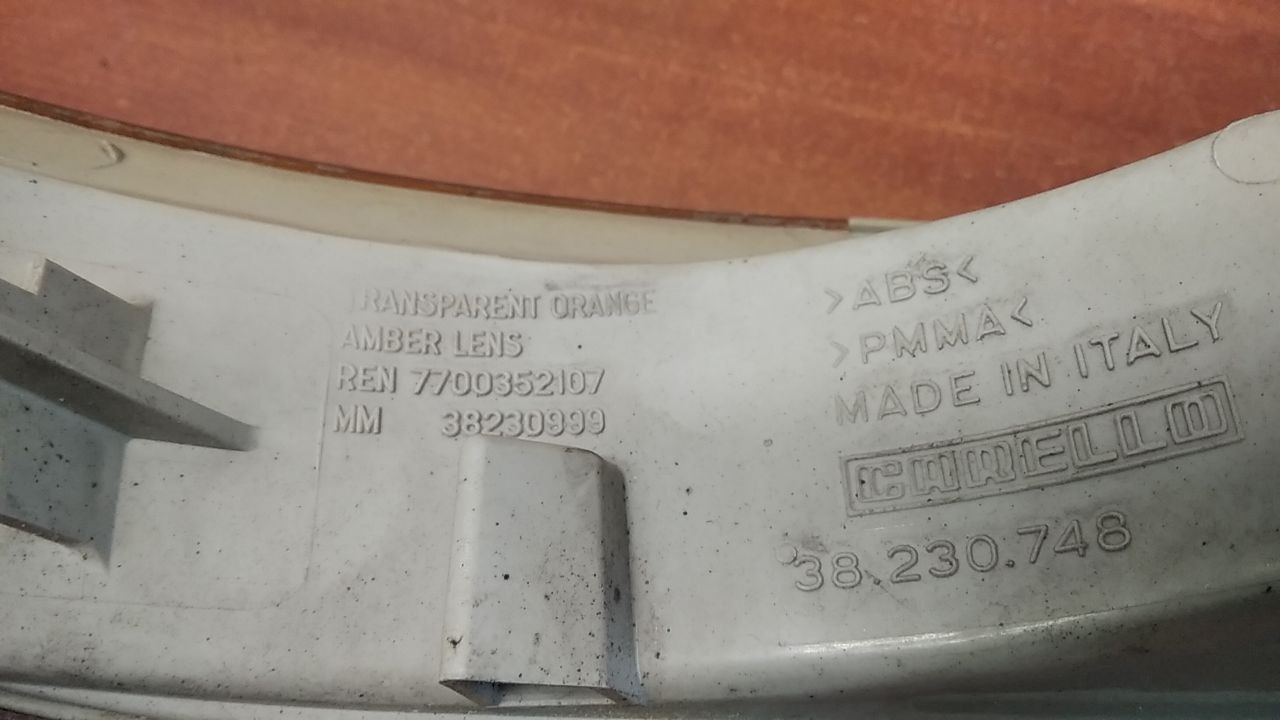 TRANSPARENT ORANGE
AMBER LENS
REN 7700352107
MM 38230999
>ABS<
>PMMA<
MADE IN ITALY
CARELLO
38.230.748